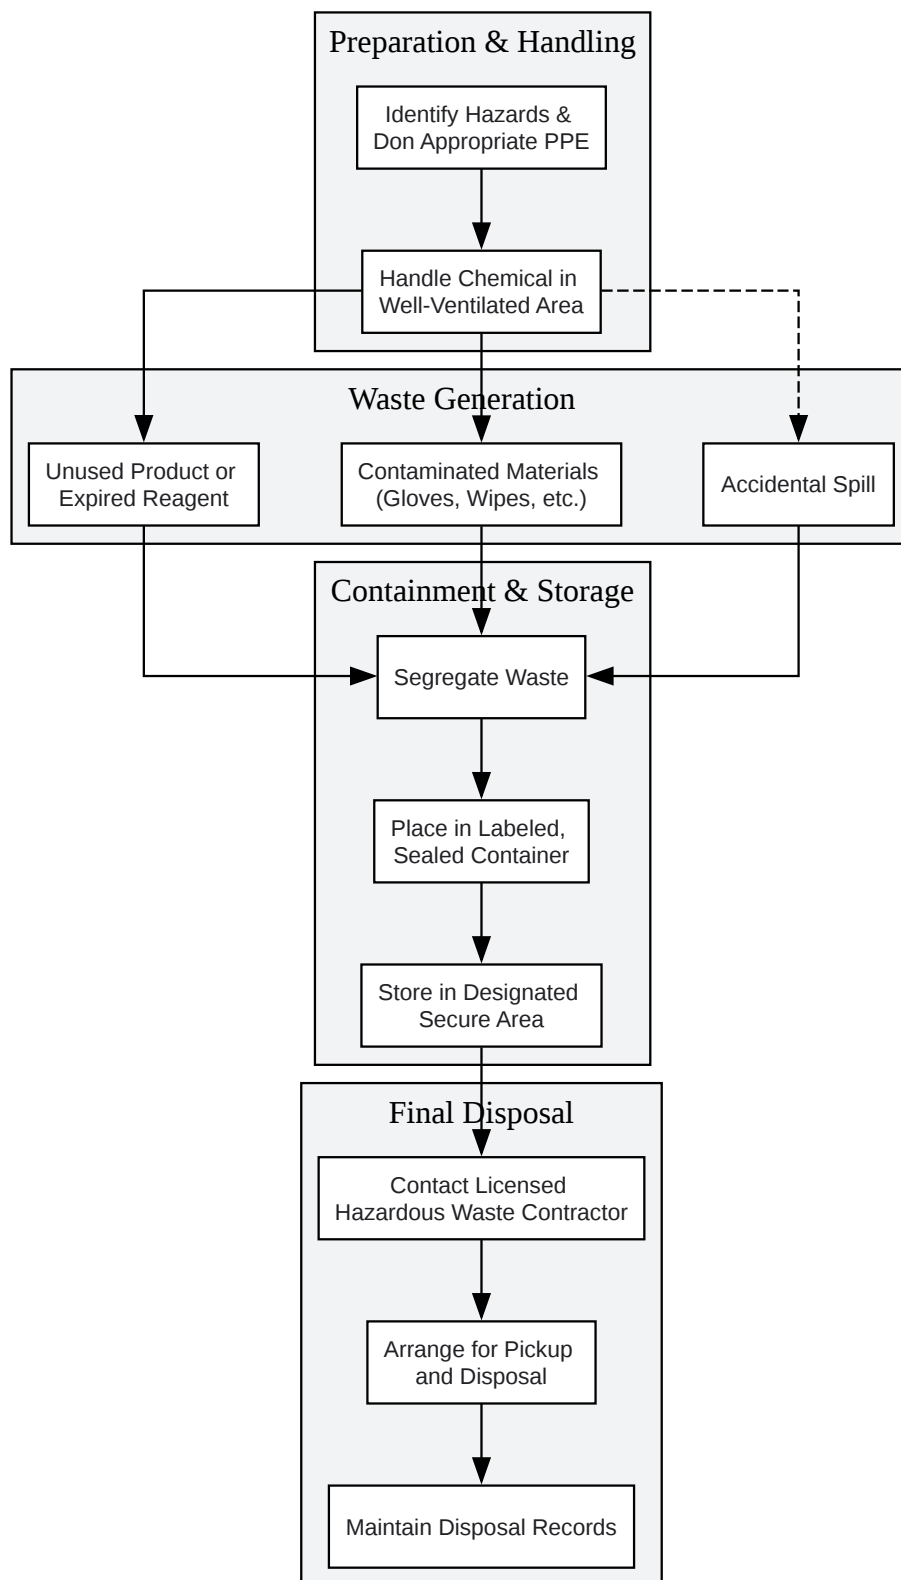 Preparation & Handling
Identify Hazards &
Don Appropriate PPE
Handle Chemical in
Well-Ventilated Area
Waste Generation
Unused Product or
Expired Reagent
Contaminated Materials
(Gloves, Wipes, etc.)
Accidental Spill
Containment & Storage
Segregate Waste
Place in Labeled,
Sealed Container
Store in Designated
Secure Area
Final Disposal
Contact Licensed
Hazardous Waste Contractor
Arrange for Pickup
and Disposal
Maintain Disposal Records